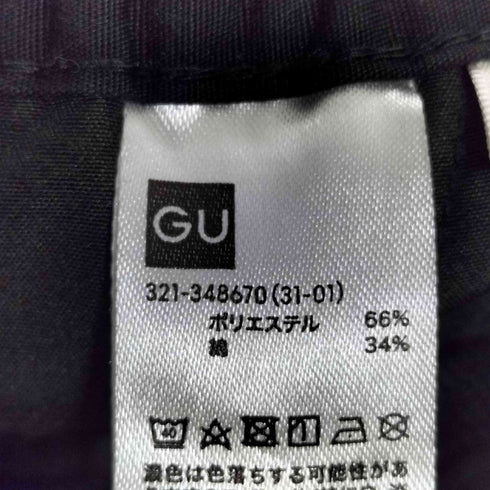 GU
321-348670(31-01)
ポリエステル 66%
綿 34%
40
濃色は色落ちする可能性があ